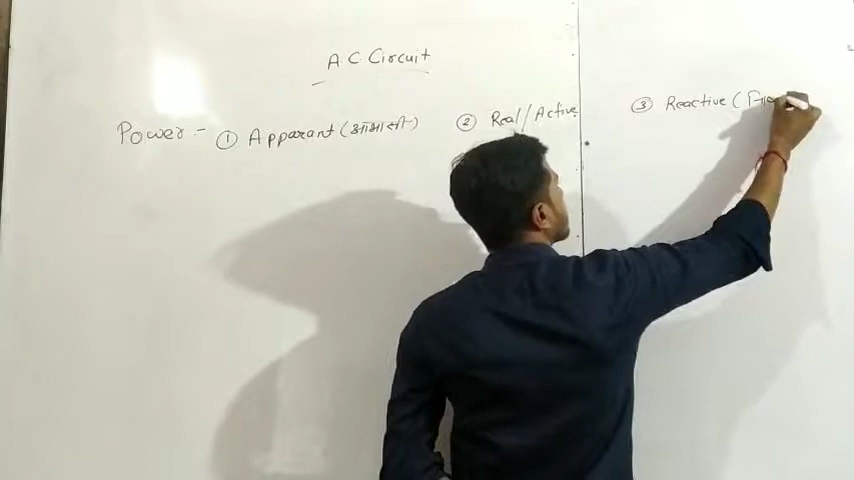 A.C. Circuit
Power :- ① Apparant (आभासी) ② Real/Active ③ Reactive (